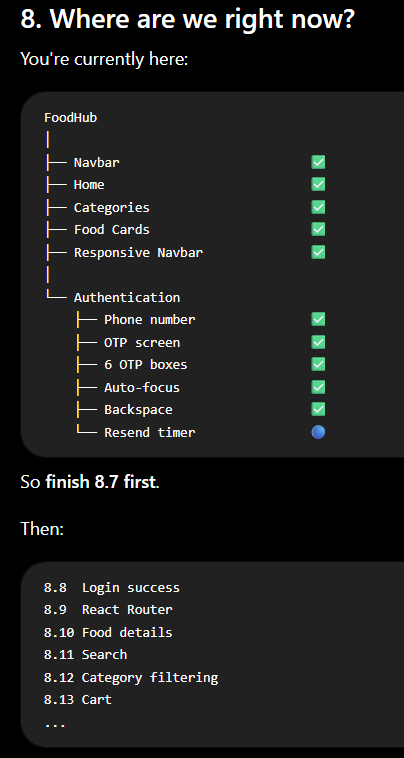 8. Where are we right now?
You're currently here:
FoodHub
│
├── Navbar ✅
├── Home ✅
├── Categories ✅
├── Food Cards ✅
├── Responsive Navbar ✅
│
└── Authentication
    ├── Phone number ✅
    ├── OTP screen ✅
    ├── 6 OTP boxes ✅
    ├── Auto-focus ✅
    ├── Backspace ✅
    └── Resend timer 🔵
So finish 8.7 first.
Then:
8.8 Login success
8.9 React Router
8.10 Food details
8.11 Search
8.12 Category filtering
8.13 Cart
...